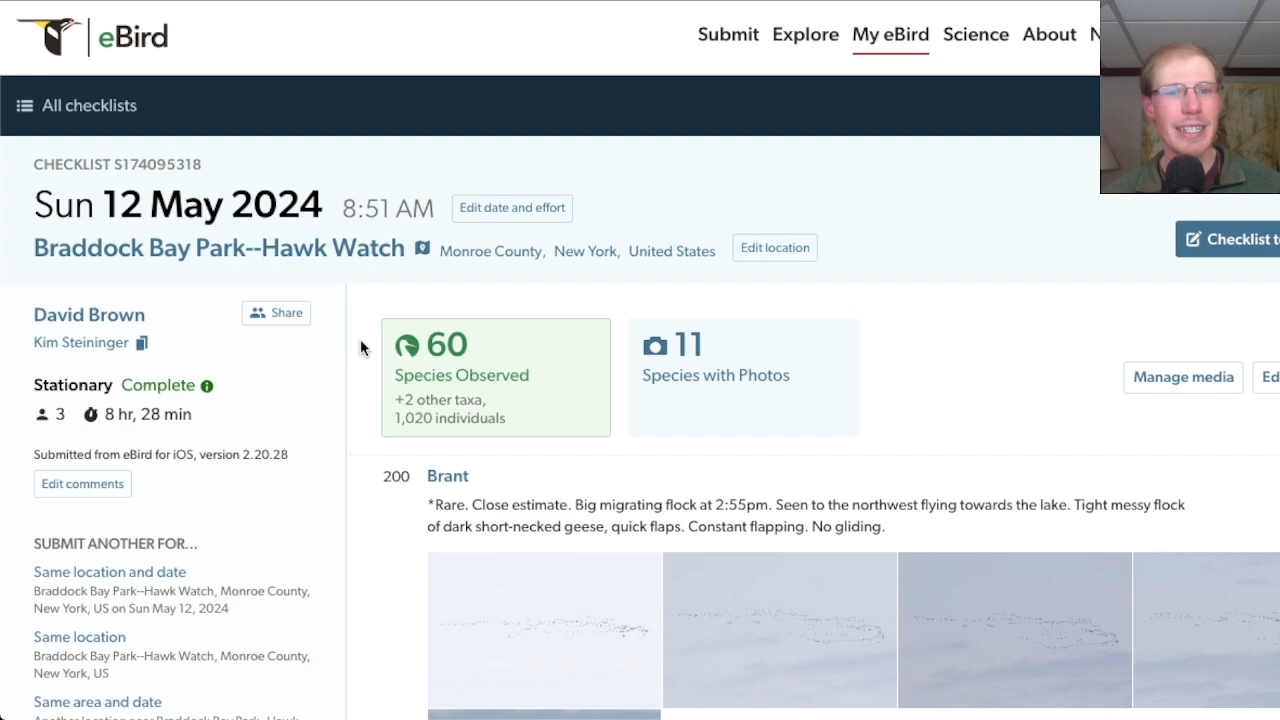 eBird
Submit Explore My eBird Science About N
All checklists
CHECKLIST S174095318
Sun 12 May 2024 8:51 AM Edit date and effort
Braddock Bay Park--Hawk Watch Monroe County, New York, United States Edit location
Checklist to
David Brown Share
Kim Steininger
Stationary Complete
3 8 hr, 28 min
Submitted from eBird for iOS, version 2.20.28
Edit comments
SUBMIT ANOTHER FOR...
Same location and date
Braddock Bay Park--Hawk Watch, Monroe County,
New York, US on Sun May 12, 2024
Same location
Braddock Bay Park--Hawk Watch, Monroe County,
New York, US
Same area and date
60
Species Observed
+2 other taxa,
1,020 individuals
11
Species with Photos
Manage media Ed
200 Brant
*Rare. Close estimate. Big migrating flock at 2:55pm. Seen to the northwest flying towards the lake. Tight messy flock
of dark short-necked geese, quick flaps. Constant flapping. No gliding.